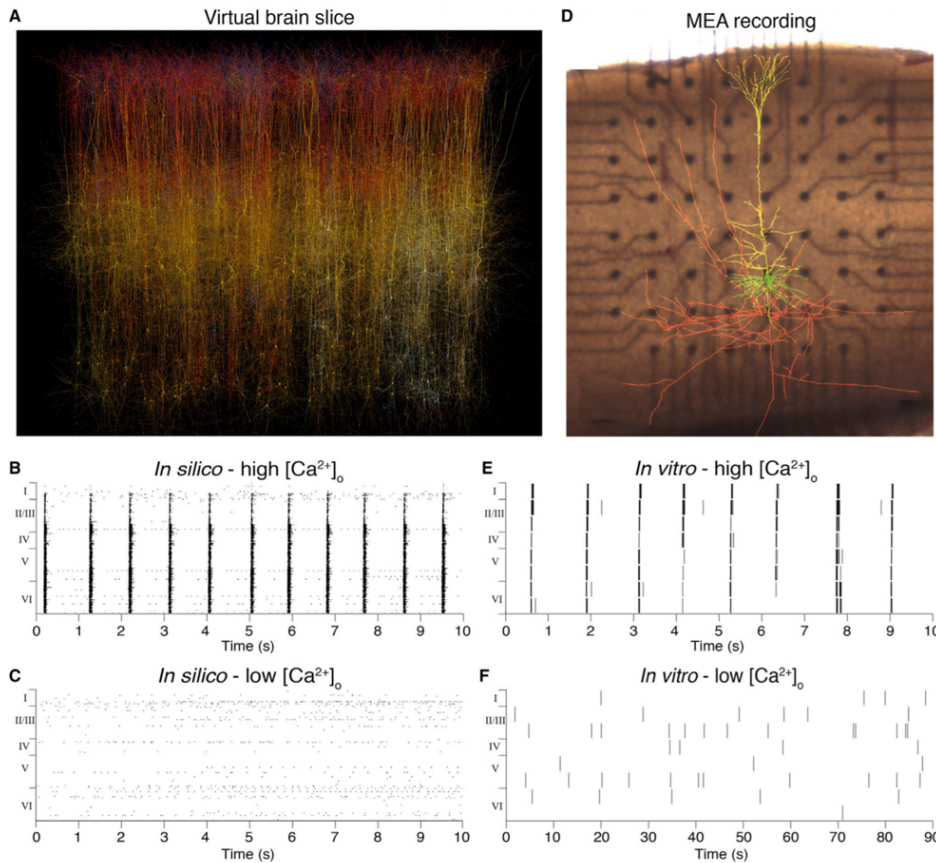 A
Virtual brain slice
D
MEA recording
B
In silico - high [Ca²⁺]ₒ
I
II/III
IV
V
VI
0 1 2 3 4 5 6 7 8 9 10
Time (s)
E
In vitro - high [Ca²⁺]ₒ
I
II/III
IV
V
VI
0 1 2 3 4 5 6 7 8 9 10
Time (s)
C
In silico - low [Ca²⁺]ₒ
I
II/III
IV
V
VI
0 1 2 3 4 5 6 7 8 9 10
Time (s)
F
In vitro - low [Ca²⁺]ₒ
I
II/III
IV
V
VI
0 10 20 30 40 50 60 70 80 90
Time (s)